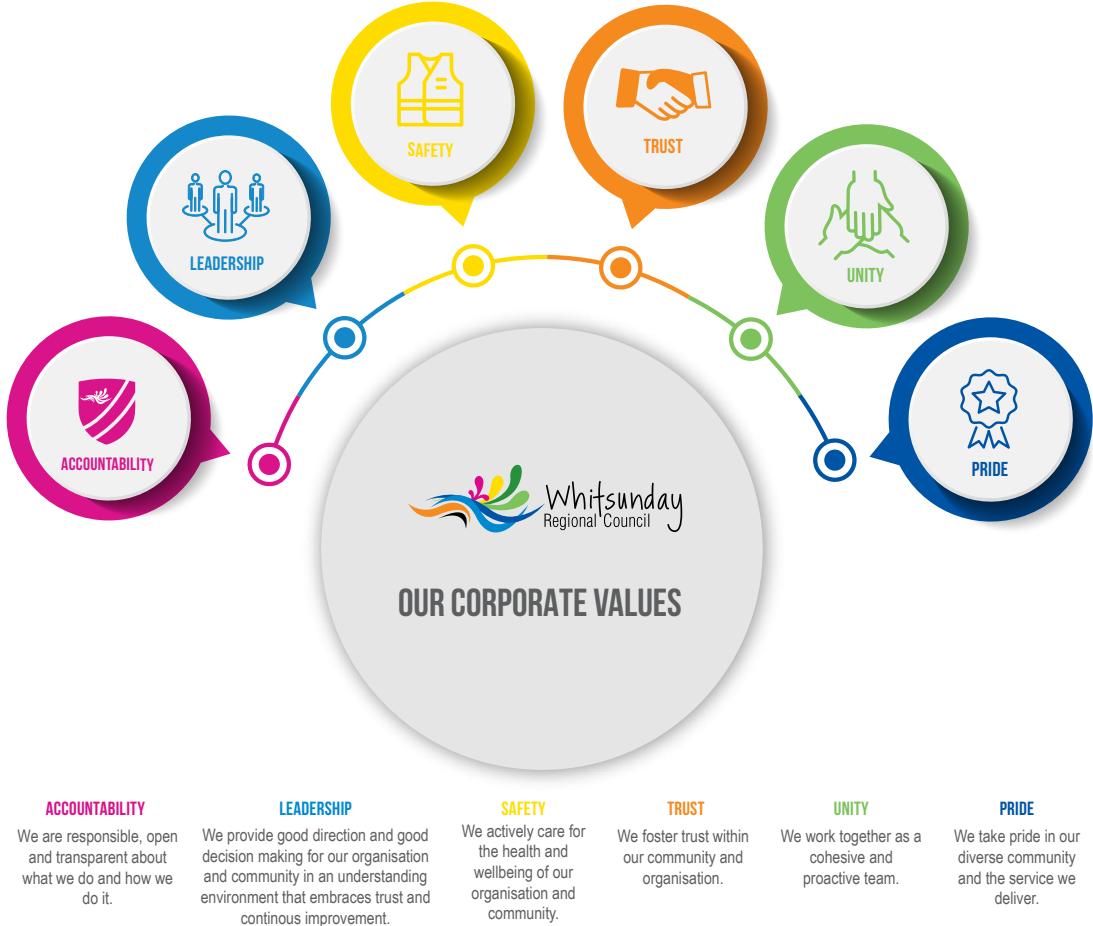 SAFETY
TRUST
LEADERSHIP
UNITY
ACCOUNTABILITY
PRIDE
Whitsunday
Regional Council
OUR CORPORATE VALUES
ACCOUNTABILITY
We are responsible, open
and transparent about
what we do and how we
do it.
LEADERSHIP
We provide good direction and good
decision making for our organisation
and community in an understanding
environment that embraces trust and
continous improvement.
SAFETY
We actively care for
the health and
wellbeing of our
organisation and
community.
TRUST
We foster trust within
our community and
organisation.
UNITY
We work together as a
cohesive and
proactive team.
PRIDE
We take pride in our
diverse community
and the service we
deliver.